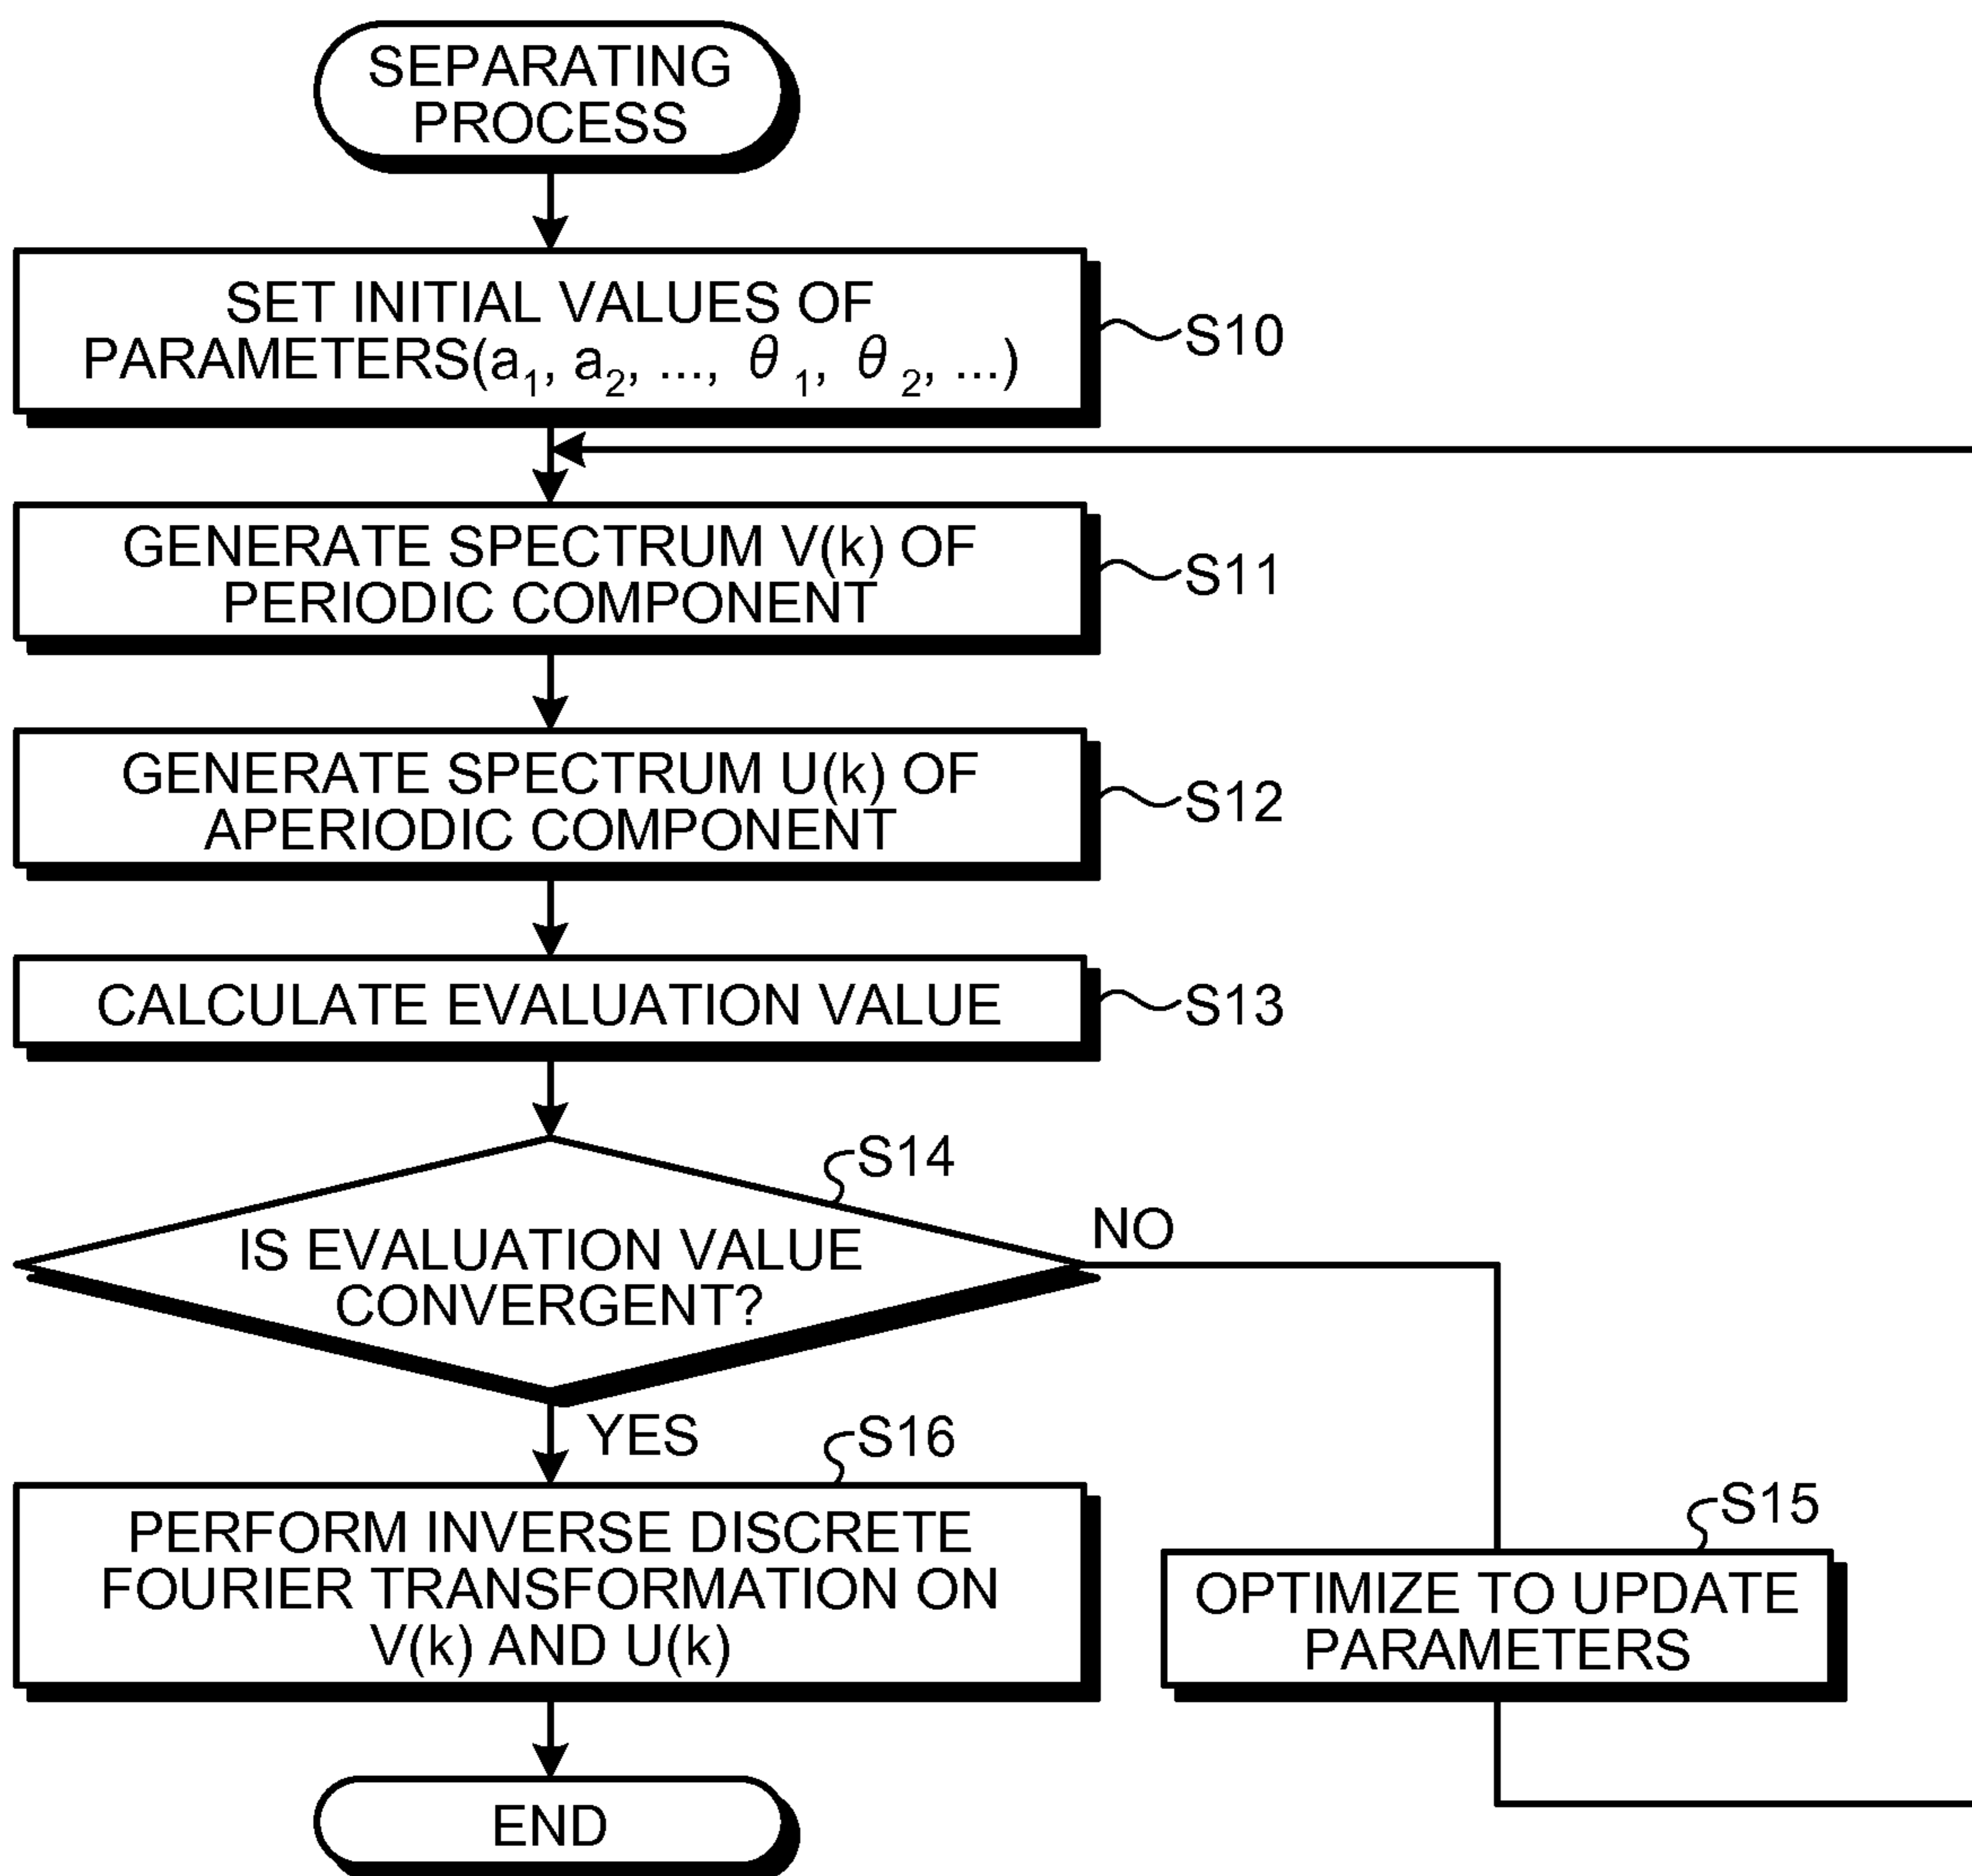 SEPARATING
PROCESS
SET INITIAL VALUES OF
PARAMETERS(a1, a2, ..., θ1, θ2, ...)
S10
GENERATE SPECTRUM V(k) OF
PERIODIC COMPONENT
S11
GENERATE SPECTRUM U(k) OF
APERIODIC COMPONENT
S12
CALCULATE EVALUATION VALUE
S13
S14
IS EVALUATION VALUE
CONVERGENT?
NO
YES
S16
PERFORM INVERSE DISCRETE
FOURIER TRANSFORMATION ON
V(k) AND U(k)
S15
OPTIMIZE TO UPDATE
PARAMETERS
END